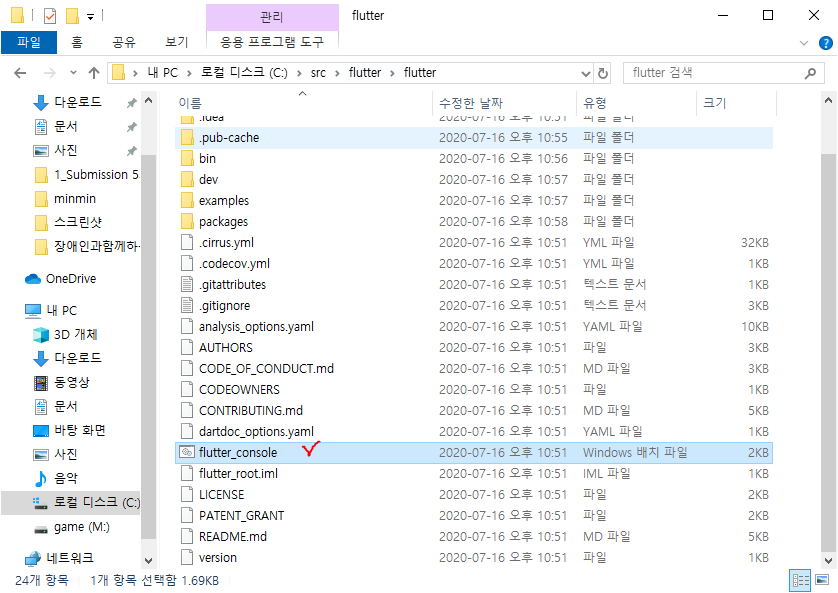 관리
flutter
파일 홈 공유 보기 응용 프로그램 도구
내 PC › 로컬 디스크 (C:) › src › flutter › flutter
flutter 검색
다운로드
문서
사진
1_Submission 5
minmin
스크린샷
장애인과함께하
OneDrive
내 PC
3D 개체
다운로드
동영상
문서
바탕 화면
사진
음악
로컬 디스크 (C:)
game (M:)
네트워크
이름 수정한 날짜 유형 크기
.idea 2020-07-16 오후 10:51 파일 폴더
.pub-cache 2020-07-16 오후 10:55 파일 폴더
bin 2020-07-16 오후 10:56 파일 폴더
dev 2020-07-16 오후 10:57 파일 폴더
examples 2020-07-16 오후 10:57 파일 폴더
packages 2020-07-16 오후 10:58 파일 폴더
.cirrus.yml 2020-07-16 오후 10:51 YML 파일 32KB
.codecov.yml 2020-07-16 오후 10:51 YML 파일 1KB
.gitattributes 2020-07-16 오후 10:51 텍스트 문서 1KB
.gitignore 2020-07-16 오후 10:51 텍스트 문서 3KB
analysis_options.yaml 2020-07-16 오후 10:51 YAML 파일 10KB
AUTHORS 2020-07-16 오후 10:51 파일 3KB
CODE_OF_CONDUCT.md 2020-07-16 오후 10:51 MD 파일 3KB
CODEOWNERS 2020-07-16 오후 10:51 파일 1KB
CONTRIBUTING.md 2020-07-16 오후 10:51 MD 파일 5KB
dartdoc_options.yaml 2020-07-16 오후 10:51 YAML 파일 1KB
flutter_console 2020-07-16 오후 10:51 Windows 배치 파일 2KB
flutter_root.iml 2020-07-16 오후 10:51 IML 파일 1KB
LICENSE 2020-07-16 오후 10:51 파일 2KB
PATENT_GRANT 2020-07-16 오후 10:51 파일 2KB
README.md 2020-07-16 오후 10:51 MD 파일 5KB
version 2020-07-16 오후 10:51 파일 1KB
24개 항목 1개 항목 선택함 1.69KB